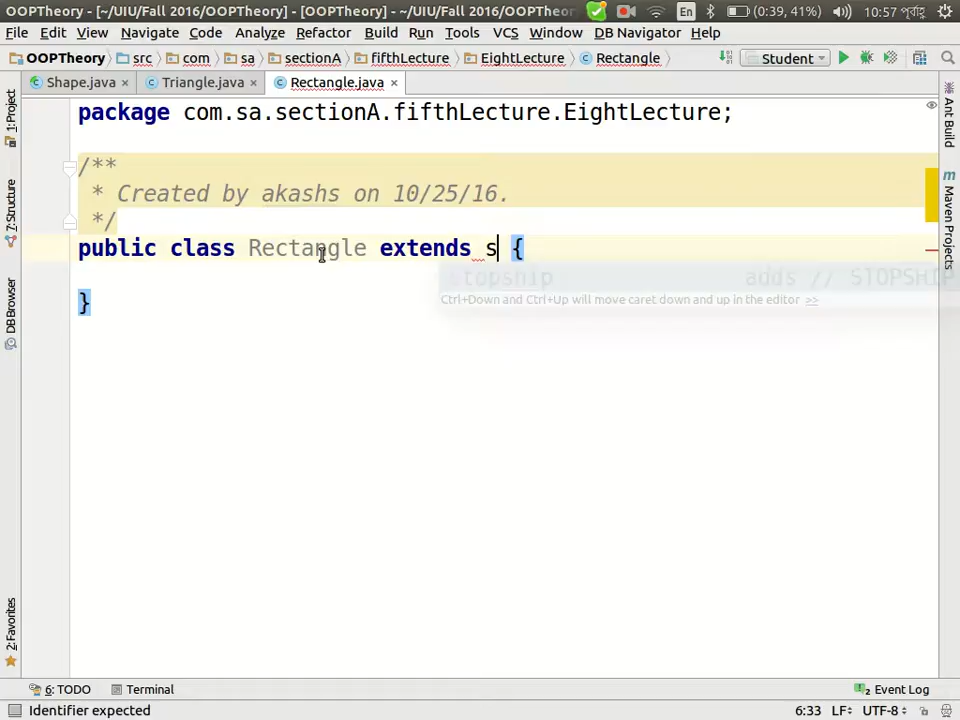 OOPTheory - [~/UIU/Fall 2016/OOPTheory] - [OOPTheory] - ~/UIU/Fall 2016/OOPTheor
En (0:39, 41%) 10:57 পূর্বাহ্ণ
File Edit View Navigate Code Analyze Refactor Build Run Tools VCS Window DB Navigator Help
OOPTheory src com sa sectionA fifthLecture EightLecture Rectangle Student
Shape.java Triangle.java Rectangle.java
1: Project
7: Structure
DB Browser
2: Favorites
package com.sa.sectionA.fifthLecture.EightLecture;
/**
* Created by akashs on 10/25/16.
*/
public class Rectangle extends s {
stopship adds // STOPSHIP
Ctrl+Down and Ctrl+Up will move caret down and up in the editor >>
}
Ant Build
Maven Projects
6: TODO Terminal 2 Event Log
Identifier expected 6:33 LF UTF-8